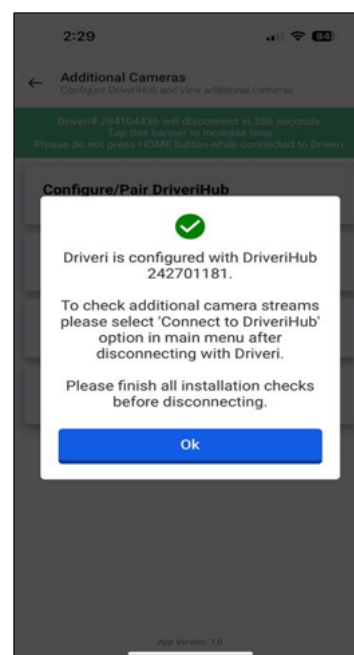 2:29
84
Additional Cameras
Configure DriveriHub and view additional cameras
Driveri# 264104436 will disconnect in 356 seconds.
Tap this banner to increase time.
Please do not press HOME button while connected to Driveri.
Configure/Pair DriveriHub
Driveri is configured with DriveriHub
242701181.
To check additional camera streams
please select 'Connect to DriveriHub'
option in main menu after
disconnecting with Driveri.
Please finish all installation checks
before disconnecting.
Ok
App Version: 7.0